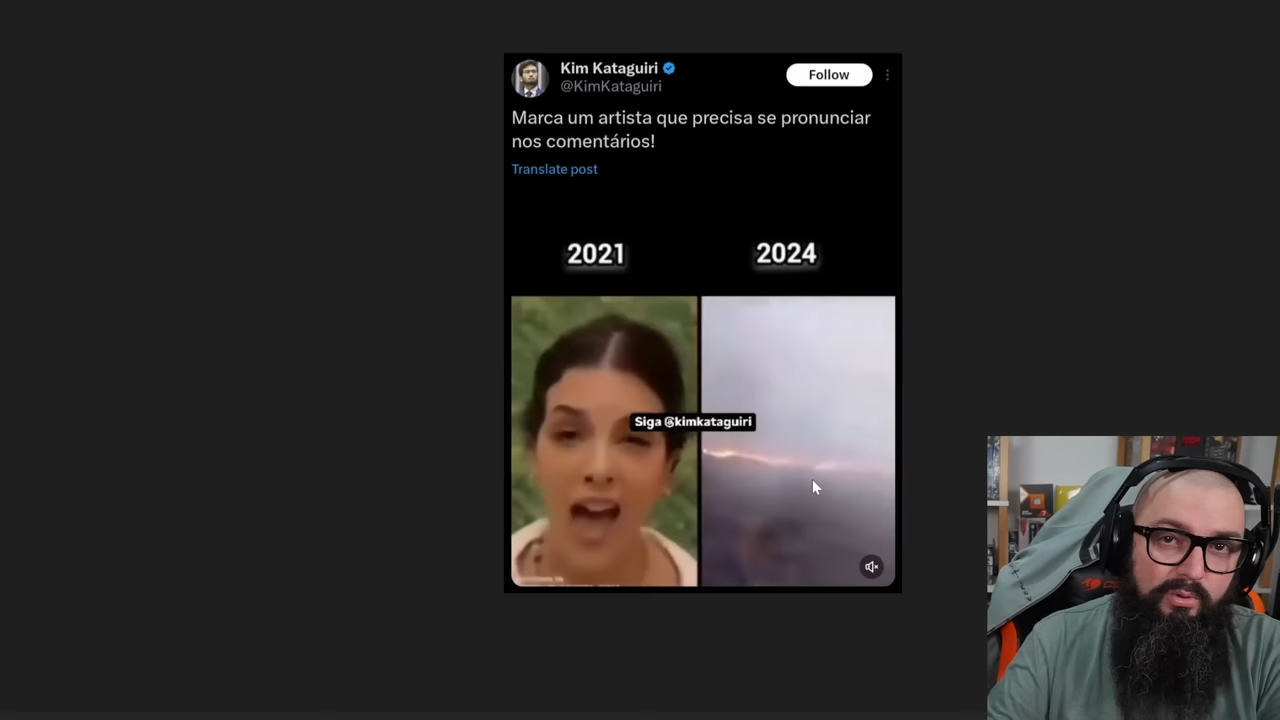 Kim Kataguiri
@KimKataguiri
Follow
Marca um artista que precisa se pronunciar
nos comentários!
Translate post
2021 2024
Siga @kimkataguiri